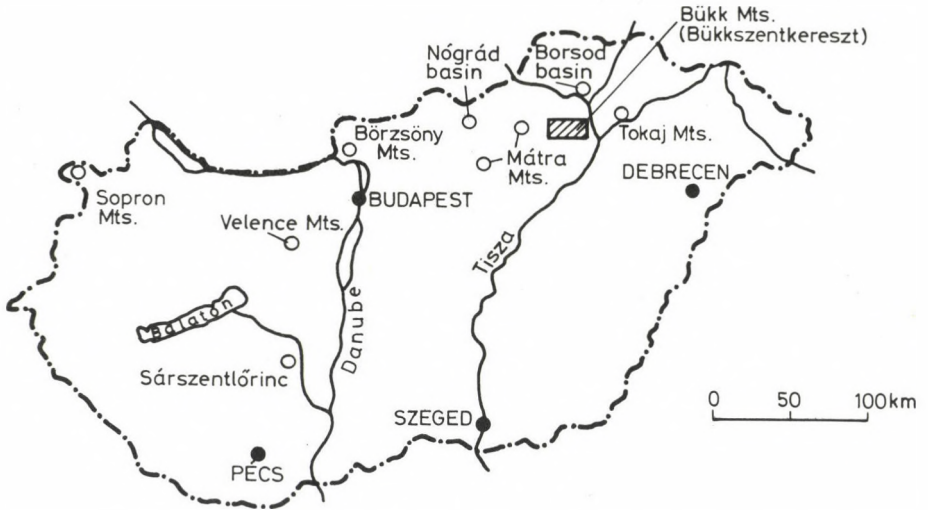 Bükk Mts.
(Bükkszentkereszt)
Nógrád
basin
Borsod
basin
Börzsöny
Mts.
Mátra
Mts.
Tokaj Mts.
DEBRECEN
Sopron
Mts.
BUDAPEST
Velence Mts.
Tisza
Balaton
Danube
Sárszentlőrinc
0 50 100km
SZEGED
PÉCS